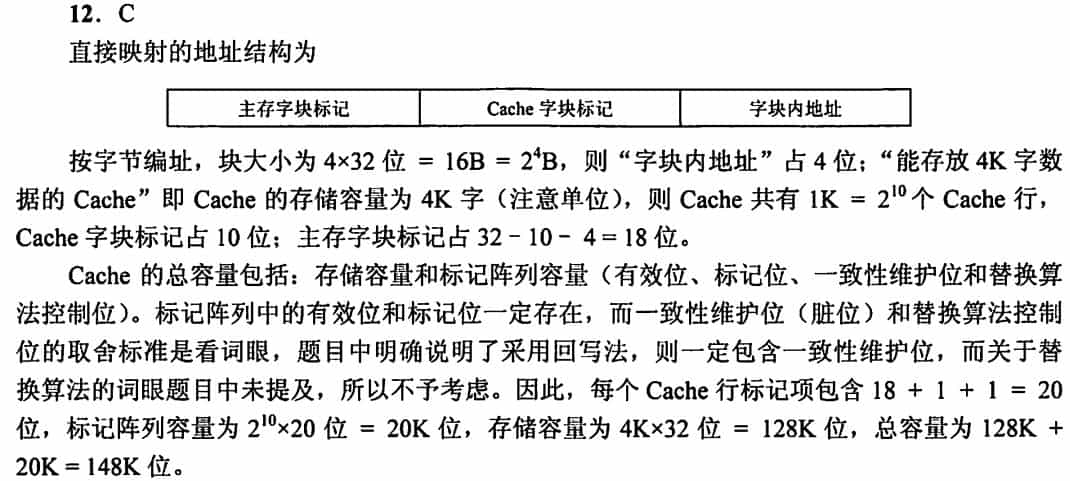 12. C
直接映射的地址结构为
主存字块标记 Cache 字块标记 字块内地址
按字节编址，块大小为 4×32 位 = 16B = 2⁴B，则“字块内地址”占 4 位；“能存放 4K 字数
据的 Cache”即 Cache 的存储容量为 4K 字（注意单位），则 Cache 共有 1K = 2¹⁰个 Cache 行，
Cache 字块标记占 10 位；主存字块标记占 32 − 10 − 4 = 18 位。
Cache 的总容量包括：存储容量和标记阵列容量（有效位、标记位、一致性维护位和替换算
法控制位）。标记阵列中的有效位和标记位一定存在，而一致性维护位（脏位）和替换算法控制
位的取舍标准是看词眼，题目中明确说明了采用回写法，则一定包含一致性维护位，而关于替
换算法的词眼题目中未提及，所以不予考虑。因此，每个 Cache 行标记项包含 18 + 1 + 1 = 20
位，标记阵列容量为 2¹⁰×20 位 = 20K 位，存储容量为 4K×32 位 = 128K 位，总容量为 128K +
20K = 148K 位。